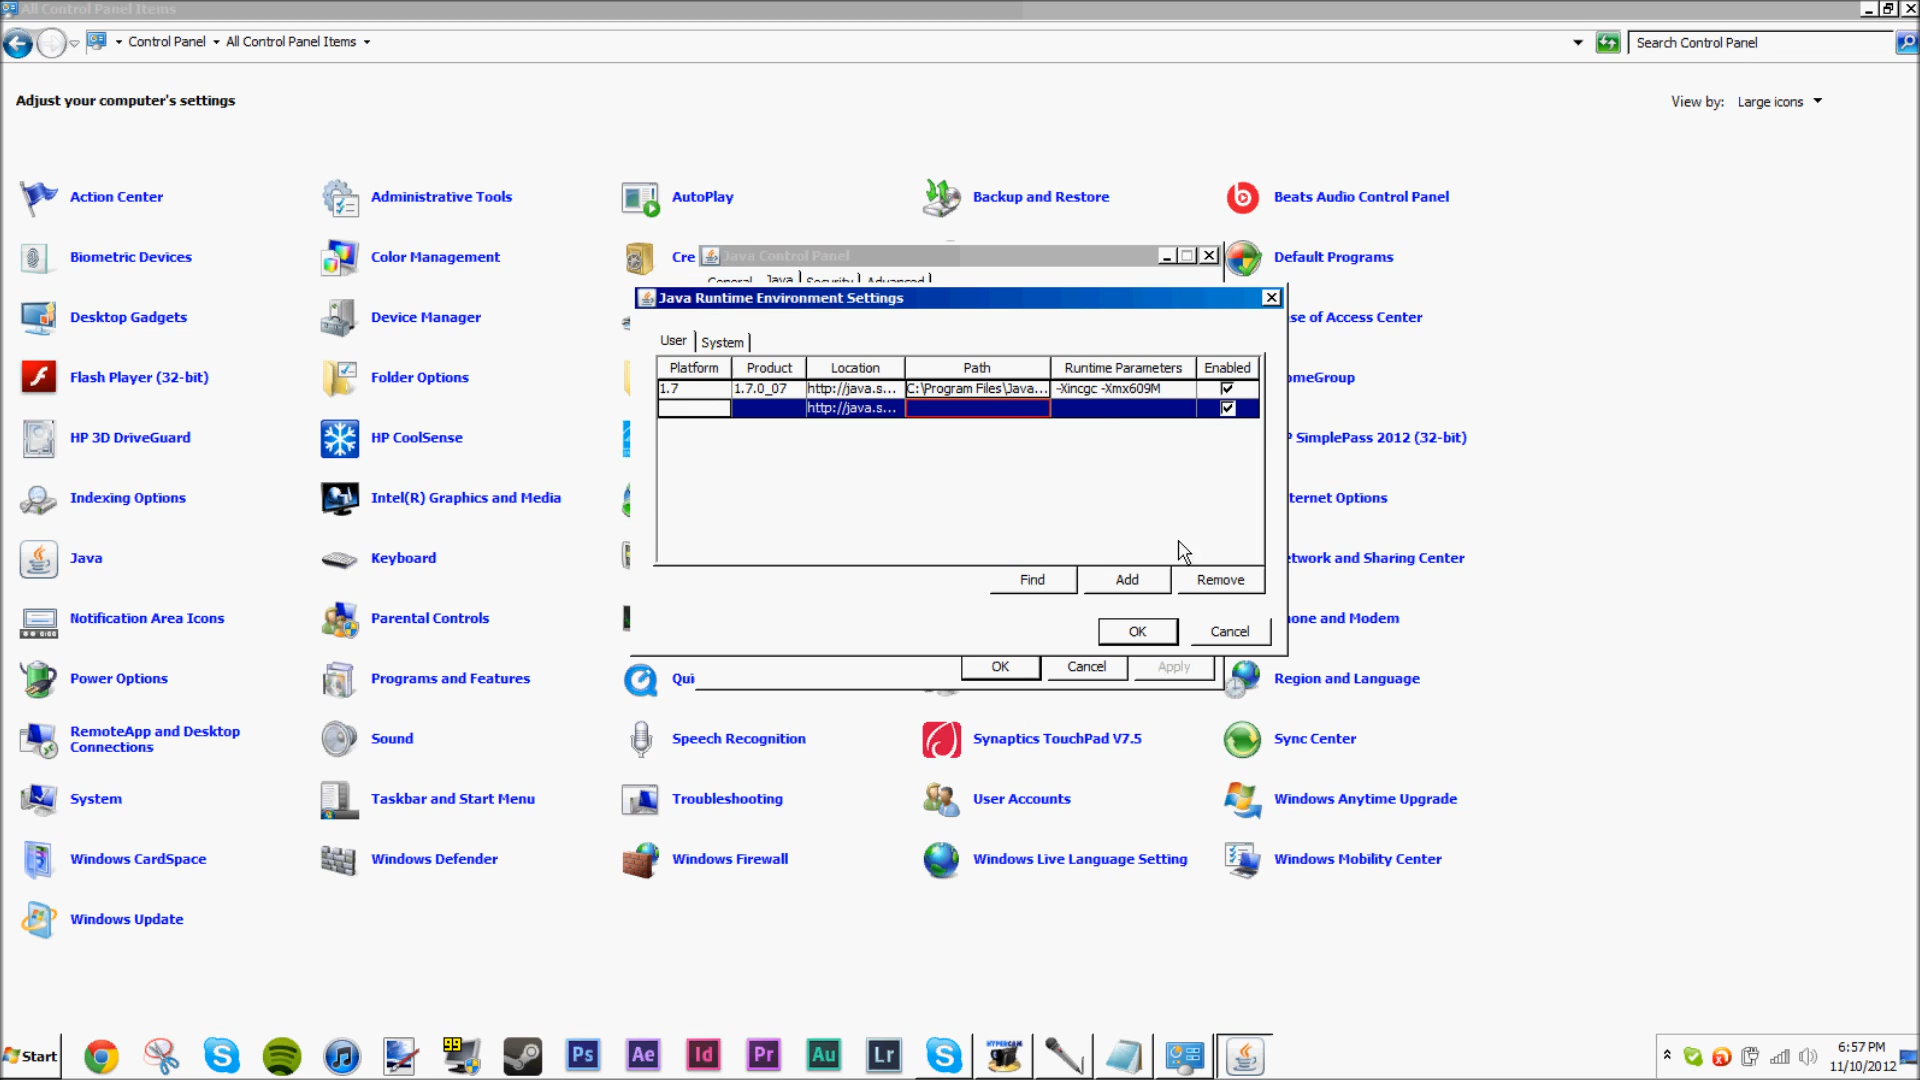 All Control Panel Items
Control Panel
All Control Panel Items
Search Control Panel
Adjust your computer's settings
View by:
Large icons
Action Center
Administrative Tools
AutoPlay
Backup and Restore
Beats Audio Control Panel
Biometric Devices
Color Management
Cre
Java Control Panel
Default Programs
General
Java
Security
Advanced
Java Runtime Environment Settings
Desktop Gadgets
Device Manager
se of Access Center
User
System
Platform
Product
Location
Path
Runtime Parameters
Enabled
1.7
1.7.0_07
http://java.s...
C:\Program Files\Java...
-Xincgc -Xmx609M
http://java.s...
Flash Player (32-bit)
Folder Options
omeGroup
HP 3D DriveGuard
HP CoolSense
P SimplePass 2012 (32-bit)
Indexing Options
Intel(R) Graphics and Media
ternet Options
Java
Keyboard
etwork and Sharing Center
Find
Add
Remove
Notification Area Icons
Parental Controls
hone and Modem
OK
Cancel
OK
Cancel
Apply
Power Options
Programs and Features
Qui
Region and Language
RemoteApp and Desktop
Connections
Sound
Speech Recognition
Synaptics TouchPad V7.5
Sync Center
System
Taskbar and Start Menu
Troubleshooting
User Accounts
Windows Anytime Upgrade
Windows CardSpace
Windows Defender
Windows Firewall
Windows Live Language Setting
Windows Mobility Center
Windows Update
Start
99
Ps
Ae
Id
Pr
Au
Lr
HYPERCAM
6:57 PM
11/10/2012